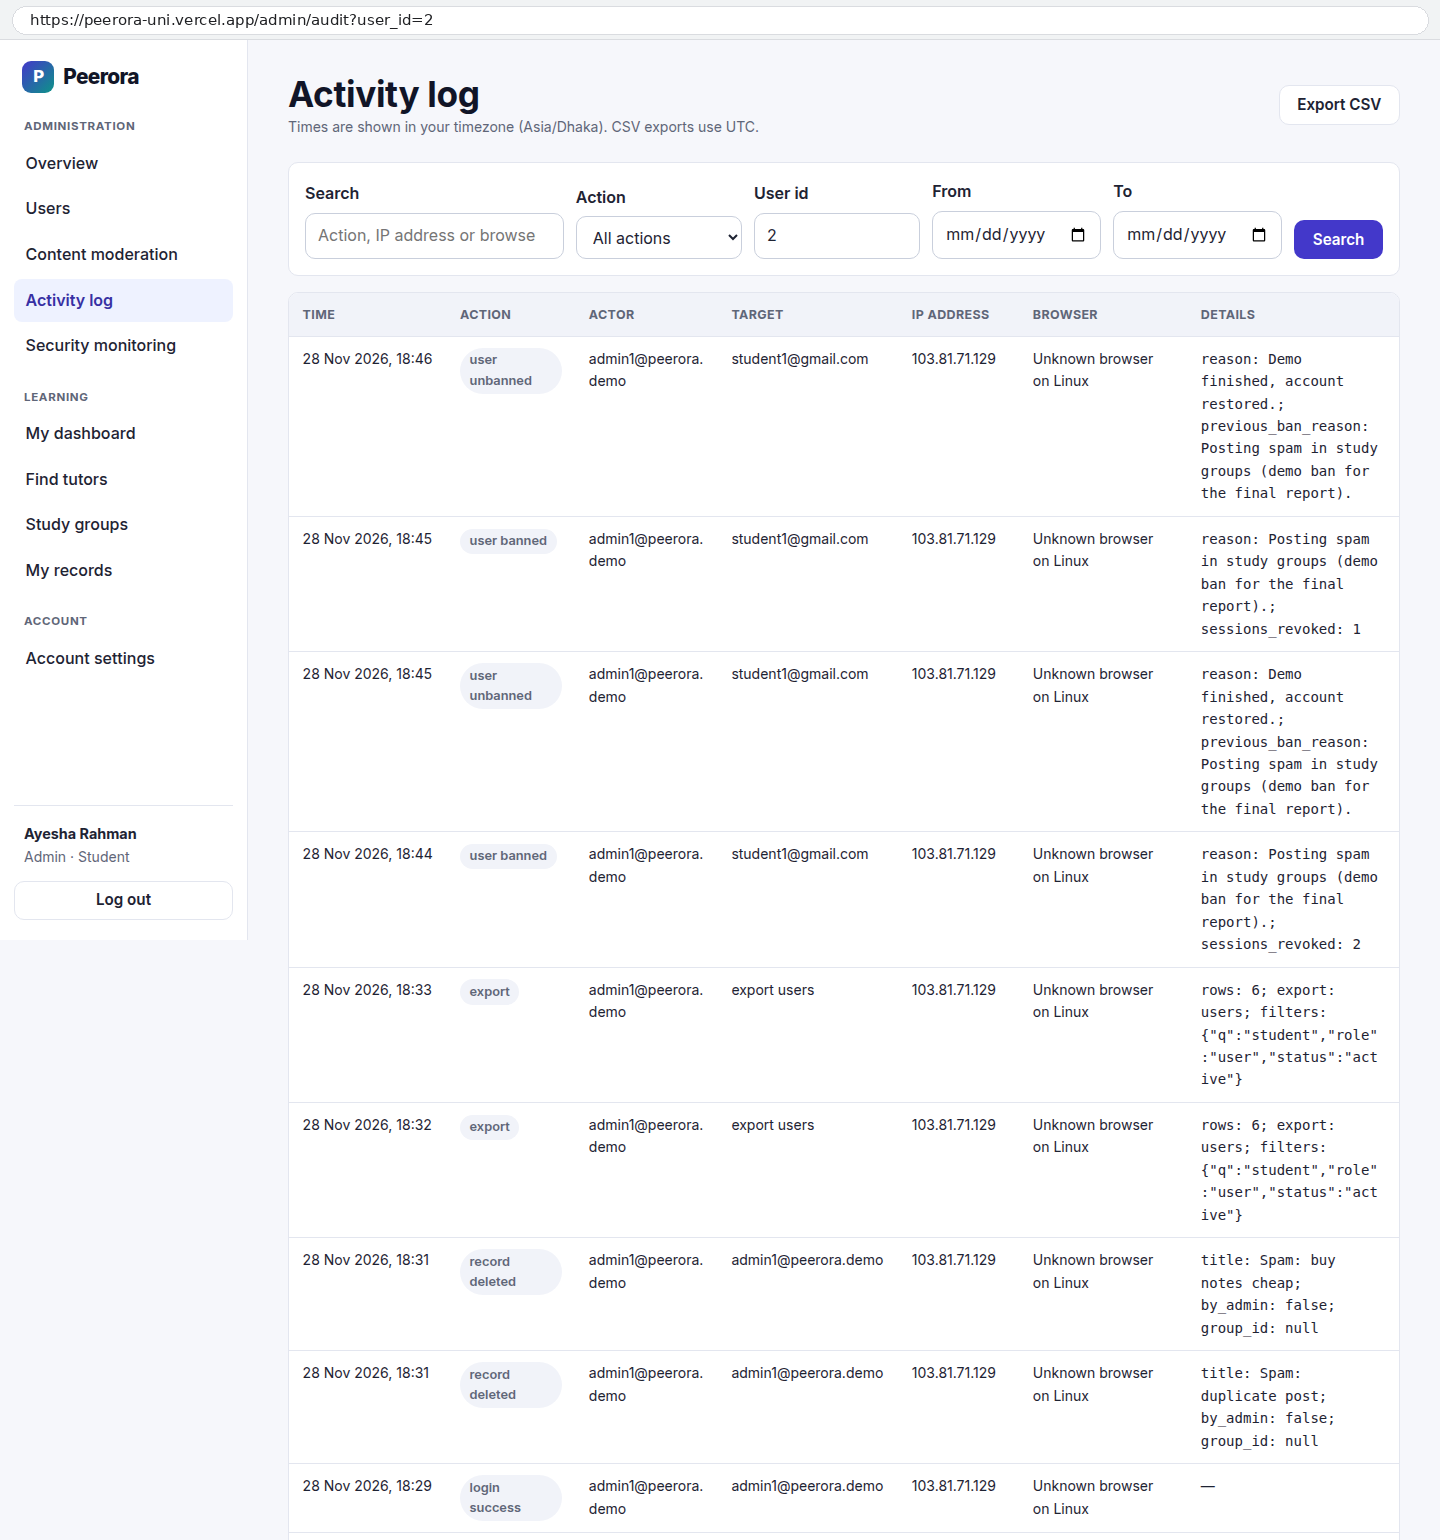 https://peerora-uni.vercel.app/admin/audit?user_id=2
P Peerora
ADMINISTRATION
Overview
Users
Content moderation
Activity log
Security monitoring
LEARNING
My dashboard
Find tutors
Study groups
My records
ACCOUNT
Account settings
Ayesha Rahman
Admin · Student
Log out
Activity log
Times are shown in your timezone (Asia/Dhaka). CSV exports use UTC.
Export CSV
Search Action User id From To
Action, IP address or browse All actions 2 mm/dd/yyyy mm/dd/yyyy Search
TIME ACTION ACTOR TARGET IP ADDRESS BROWSER DETAILS
28 Nov 2026, 18:46 user admin1@peerora. student1@gmail.com 103.81.71.129 Unknown browser reason: Demo
unbanned demo on Linux finished, account
restored.;
previous_ban_reason:
Posting spam in study
groups (demo ban for
the final report).
28 Nov 2026, 18:45 user banned admin1@peerora. student1@gmail.com 103.81.71.129 Unknown browser reason: Posting spam
demo on Linux in study groups (demo
ban for the final
report).;
sessions_revoked: 1
28 Nov 2026, 18:45 user admin1@peerora. student1@gmail.com 103.81.71.129 Unknown browser reason: Demo
unbanned demo on Linux finished, account
restored.;
previous_ban_reason:
Posting spam in study
groups (demo ban for
the final report).
28 Nov 2026, 18:44 user banned admin1@peerora. student1@gmail.com 103.81.71.129 Unknown browser reason: Posting spam
demo on Linux in study groups (demo
ban for the final
report).;
sessions_revoked: 2
28 Nov 2026, 18:33 export admin1@peerora. export users 103.81.71.129 Unknown browser rows: 6; export:
demo on Linux users; filters:
{"q":"student","role"
:"user","status":"act
ive"}
28 Nov 2026, 18:32 export admin1@peerora. export users 103.81.71.129 Unknown browser rows: 6; export:
demo on Linux users; filters:
{"q":"student","role"
:"user","status":"act
ive"}
28 Nov 2026, 18:31 record admin1@peerora. admin1@peerora.demo 103.81.71.129 Unknown browser title: Spam: buy
deleted demo on Linux notes cheap;
by_admin: false;
group_id: null
28 Nov 2026, 18:31 record admin1@peerora. admin1@peerora.demo 103.81.71.129 Unknown browser title: Spam:
deleted demo on Linux duplicate post;
by_admin: false;
group_id: null
28 Nov 2026, 18:29 login admin1@peerora. admin1@peerora.demo 103.81.71.129 Unknown browser —
success demo on Linux